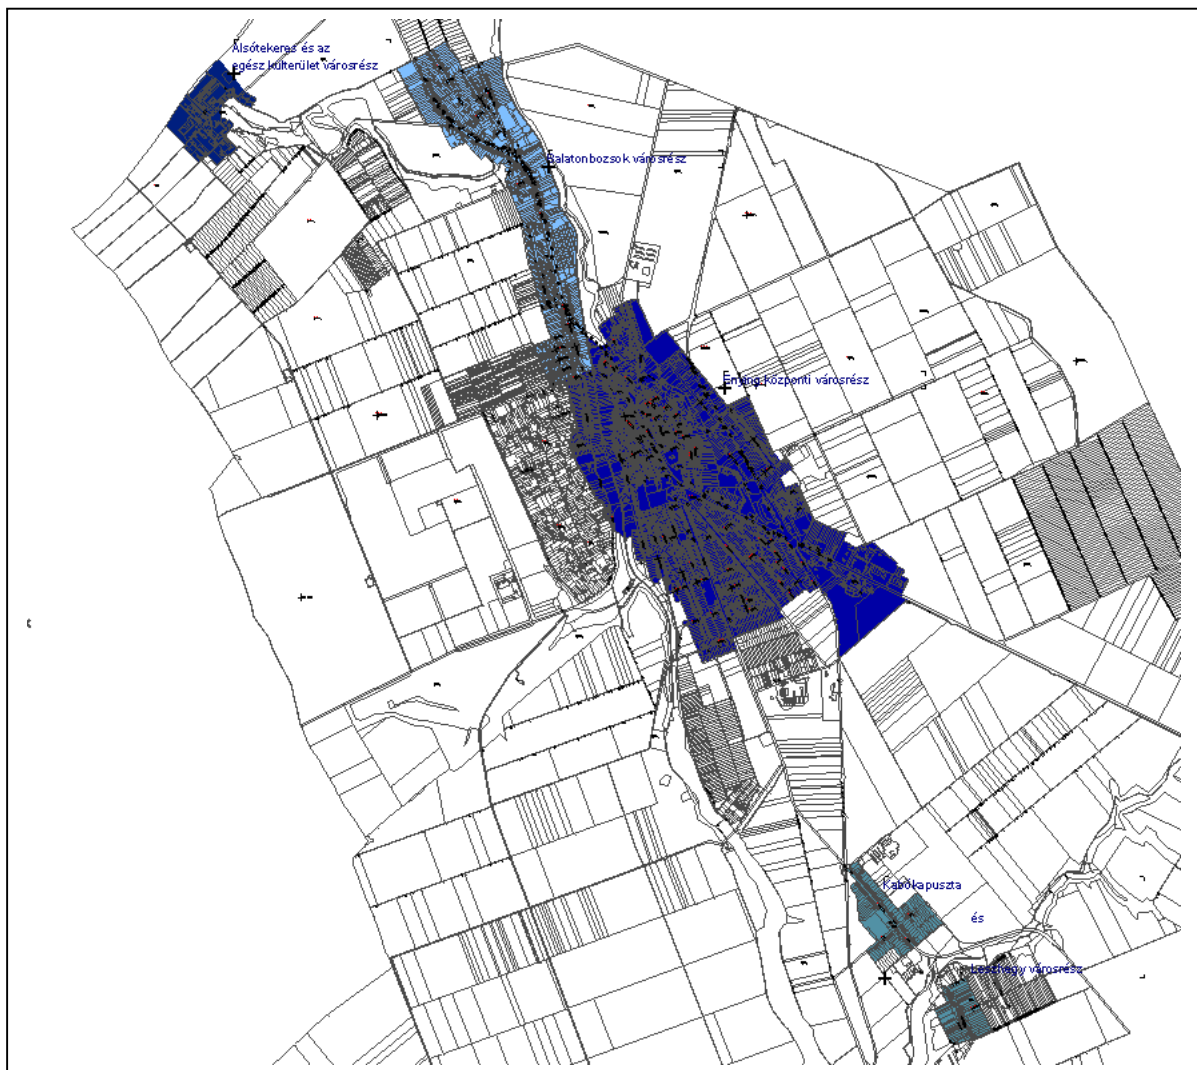 Alsótekeres és az
egész külterület városrész
Balatonbozsok városrész
Enying központi városrész
Kabókapuszta
és
Leshegy városrész